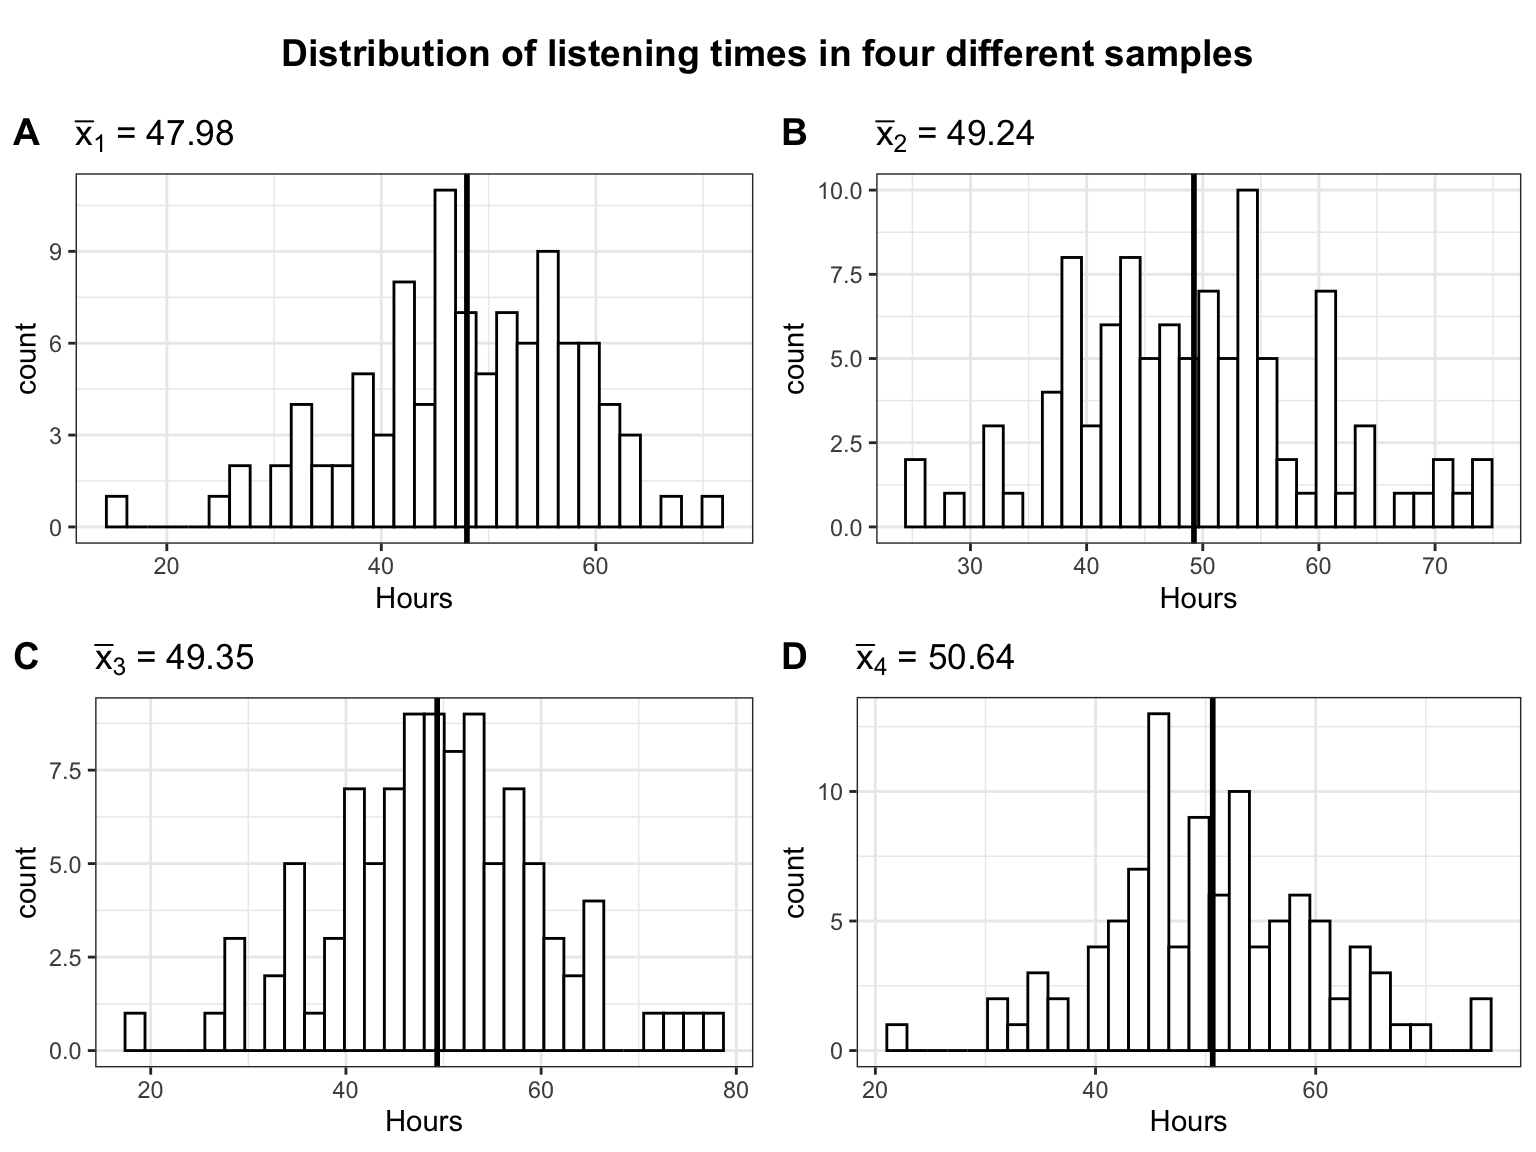 Distribution of listening times in four different samples
A x̅₁ = 47.98
9
6
3
0
count
20 40 60
Hours
B x̅₂ = 49.24
10.0
7.5
5.0
2.5
0.0
count
30 40 50 60 70
Hours
C x̅₃ = 49.35
7.5
5.0
2.5
0.0
count
20 40 60 80
Hours
D x̅₄ = 50.64
10
5
0
count
20 40 60
Hours